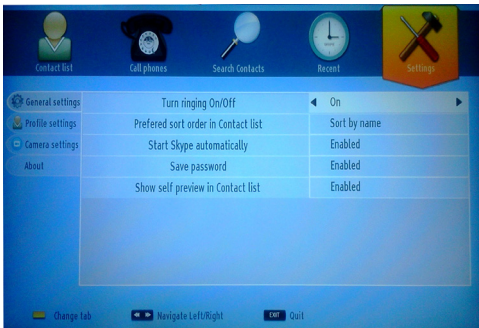 Contact list Call phones Search Contacts Recent Settings
General settings Turn ringing On/Off On
Profile settings Prefered sort order in Contact list Sort by name
Camera settings Start Skype automatically Enabled
About Save password Enabled
Show self preview in Contact list Enabled
Change tab Navigate Left/Right EXIT Quit